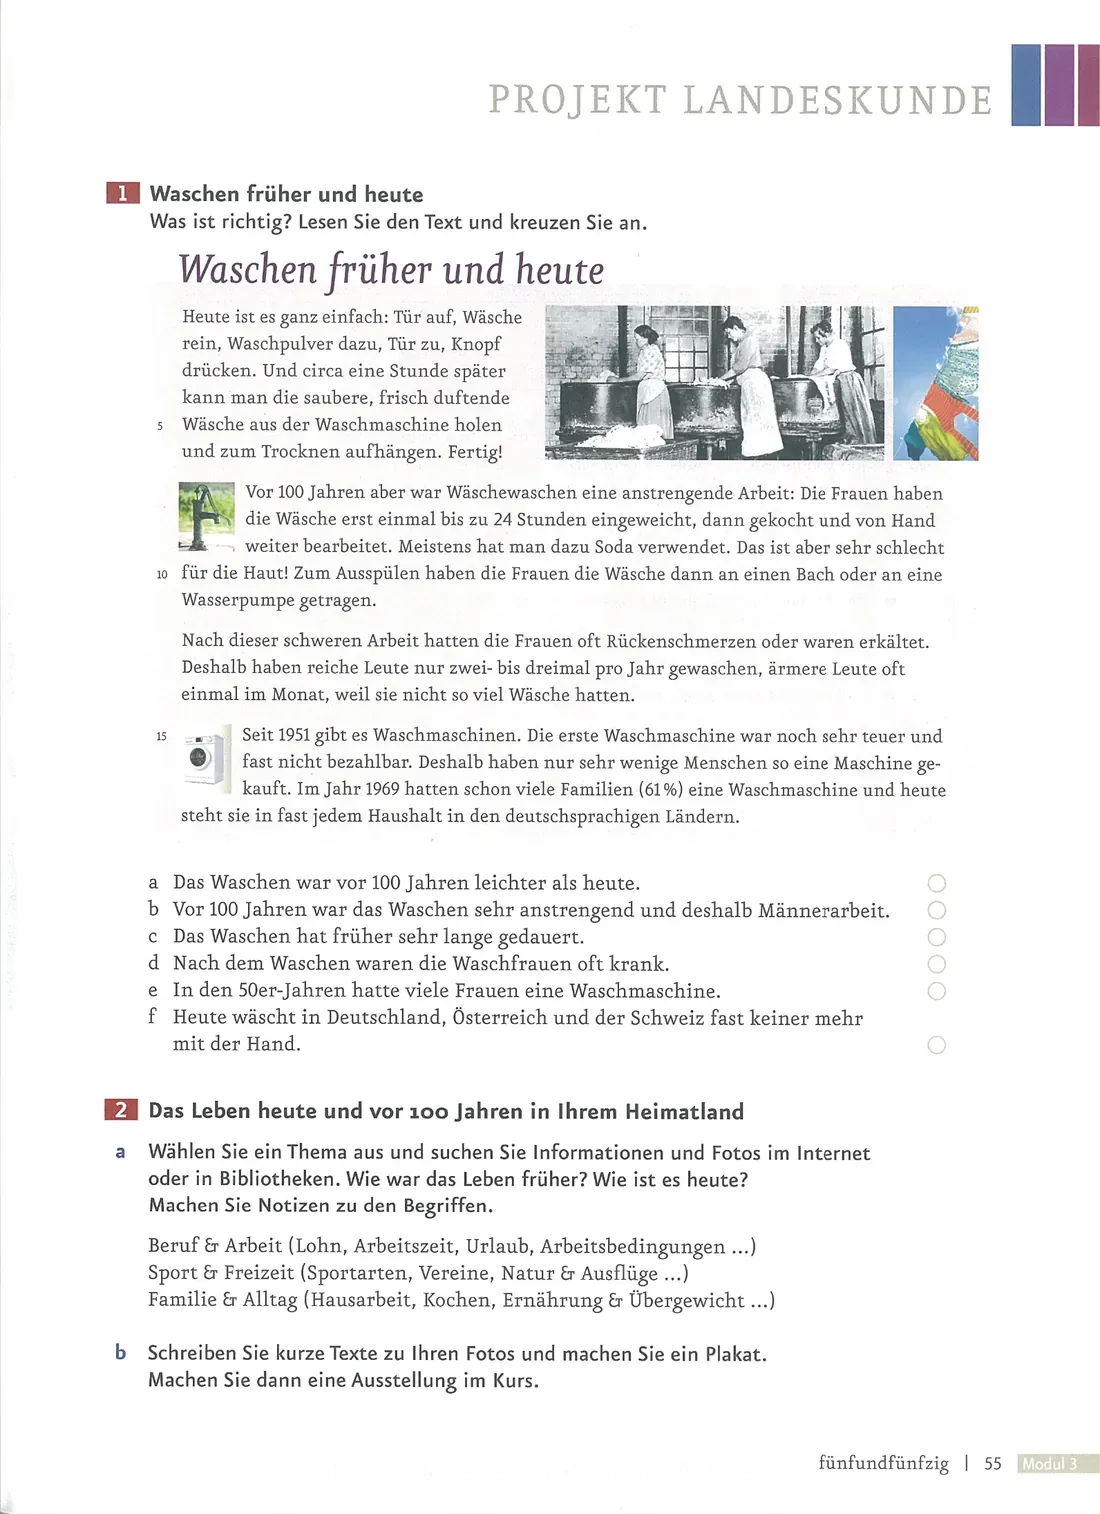 PROJEKT LANDESKUNDE
1 Waschen früher und heute
Was ist richtig? Lesen Sie den Text und kreuzen Sie an.
Waschen früher und heute
Heute ist es ganz einfach: Tür auf, Wäsche
rein, Waschpulver dazu, Tür zu, Knopf
drücken. Und circa eine Stunde später
kann man die saubere, frisch duftende
5 Wäsche aus der Waschmaschine holen
und zum Trocknen aufhängen. Fertig!
Vor 100 Jahren aber war Wäschewaschen eine anstrengende Arbeit: Die Frauen haben
die Wäsche erst einmal bis zu 24 Stunden eingeweicht, dann gekocht und von Hand
weiter bearbeitet. Meistens hat man dazu Soda verwendet. Das ist aber sehr schlecht
10 für die Haut! Zum Ausspülen haben die Frauen die Wäsche dann an einen Bach oder an eine
Wasserpumpe getragen.
Nach dieser schweren Arbeit hatten die Frauen oft Rückenschmerzen oder waren erkältet.
Deshalb haben reiche Leute nur zwei- bis dreimal pro Jahr gewaschen, ärmere Leute oft
einmal im Monat, weil sie nicht so viel Wäsche hatten.
15 Seit 1951 gibt es Waschmaschinen. Die erste Waschmaschine war noch sehr teuer und
fast nicht bezahlbar. Deshalb haben nur sehr wenige Menschen so eine Maschine ge-
kauft. Im Jahr 1969 hatten schon viele Familien (61 %) eine Waschmaschine und heute
steht sie in fast jedem Haushalt in den deutschsprachigen Ländern.
a Das Waschen war vor 100 Jahren leichter als heute.
b Vor 100 Jahren war das Waschen sehr anstrengend und deshalb Männerarbeit.
c Das Waschen hat früher sehr lange gedauert.
d Nach dem Waschen waren die Waschfrauen oft krank.
e In den 50er-Jahren hatte viele Frauen eine Waschmaschine.
f Heute wäscht in Deutschland, Österreich und der Schweiz fast keiner mehr
mit der Hand.
2 Das Leben heute und vor 100 Jahren in Ihrem Heimatland
a Wählen Sie ein Thema aus und suchen Sie Informationen und Fotos im Internet
oder in Bibliotheken. Wie war das Leben früher? Wie ist es heute?
Machen Sie Notizen zu den Begriffen.
Beruf & Arbeit (Lohn, Arbeitszeit, Urlaub, Arbeitsbedingungen ...)
Sport & Freizeit (Sportarten, Vereine, Natur & Ausflüge ...)
Familie & Alltag (Hausarbeit, Kochen, Ernährung & Übergewicht ...)
b Schreiben Sie kurze Texte zu Ihren Fotos und machen Sie ein Plakat.
Machen Sie dann eine Ausstellung im Kurs.
fünfundfünfzig | 55 Modul 3